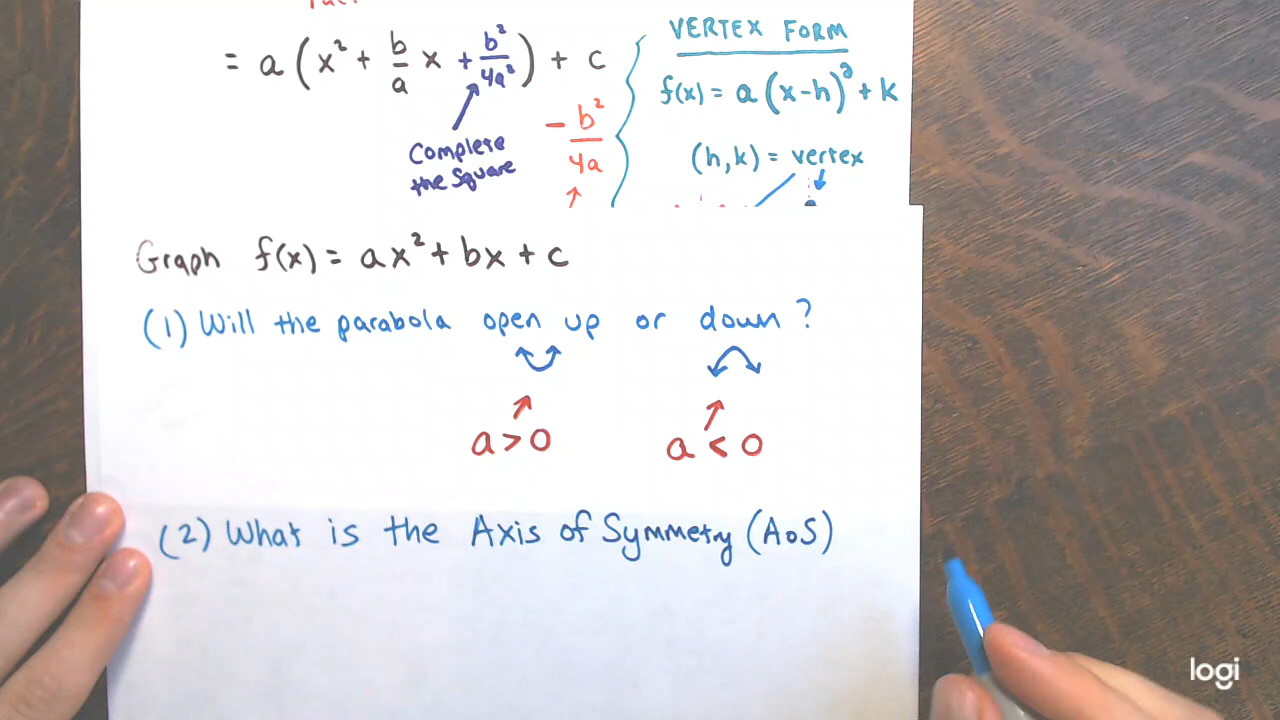 = a (x² + b/a x + b²/4a²) + c
Complete
the Square
- b²/4a
VERTEX FORM
f(x) = a (x-h)² + k
(h,k) = vertex
Graph f(x) = ax² + bx + c
(1) Will the parabola open up or down?
a > 0 a < 0
(2) What is the Axis of Symmetry (AoS)
logi